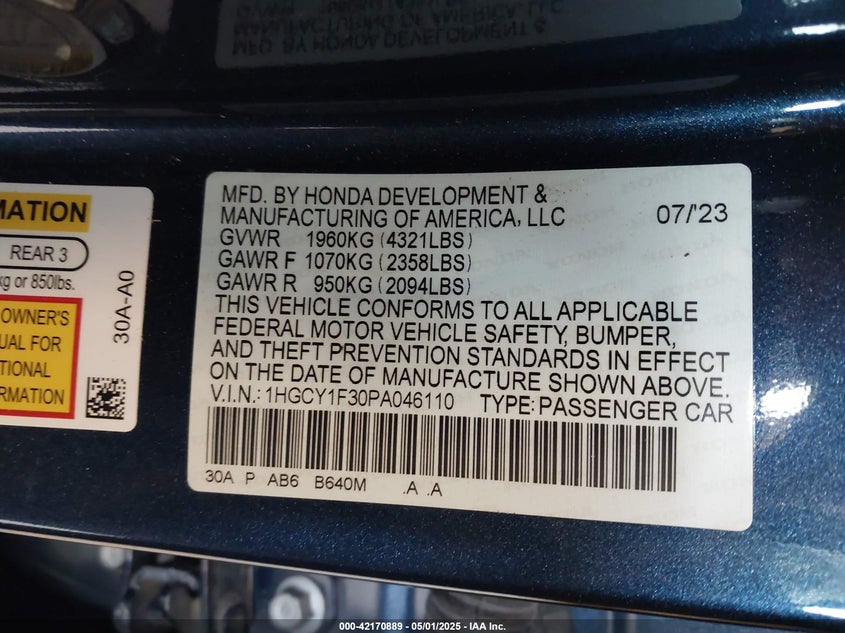 MATION
REAR 3
kg or 850lbs.
OWNER'S
UAL FOR
TIONAL
ORMATION
30A-A0
MFD. BY HONDA DEVELOPMENT &
MANUFACTURING OF AMERICA, LLC 07/'23
GVWR 1960KG (4321LBS)
GAWR F 1070KG (2358LBS)
GAWR R 950KG (2094LBS)
THIS VEHICLE CONFORMS TO ALL APPLICABLE
FEDERAL MOTOR VEHICLE SAFETY, BUMPER,
AND THEFT PREVENTION STANDARDS IN EFFECT
ON THE DATE OF MANUFACTURE SHOWN ABOVE.
V.I.N.: 1HGCY1F30PA046110 TYPE: PASSENGER CAR
30A P AB6 B640M .A .A
000-42170889 - 05/01/2025 - IAA Inc.